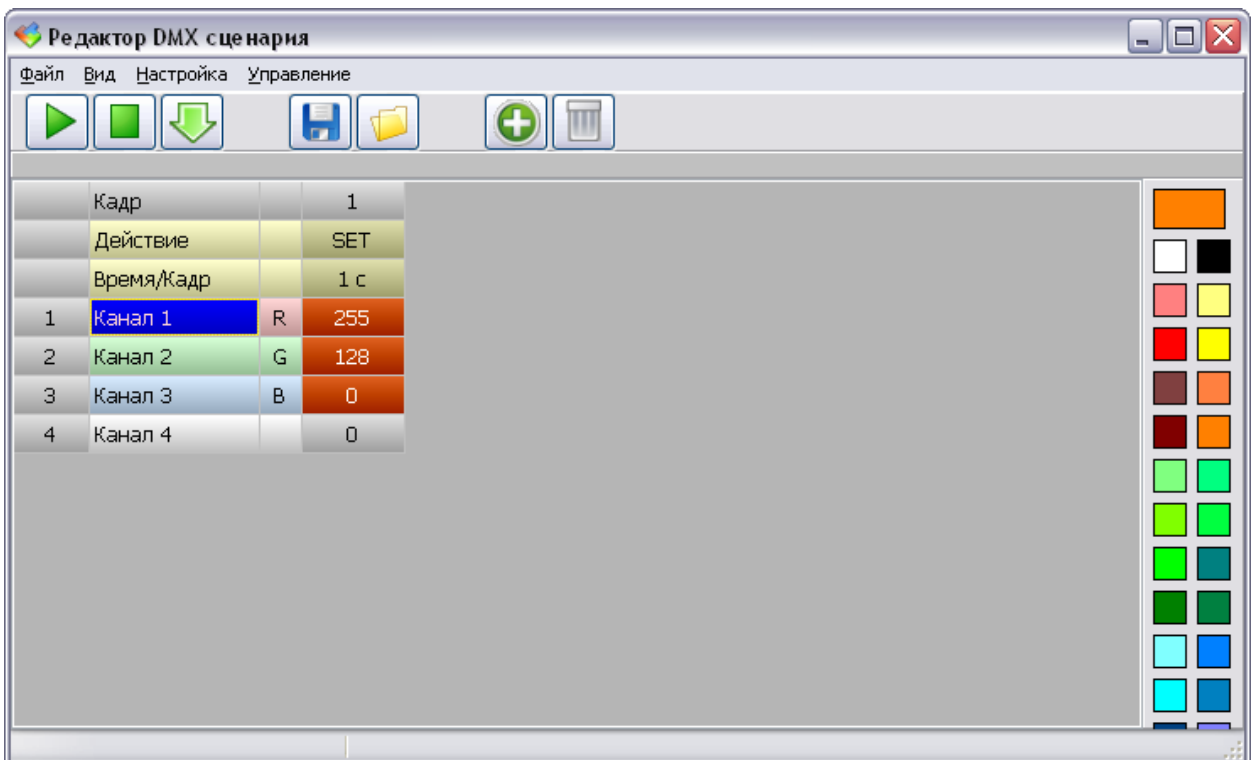 Редактор DMX сценария
Файл Вид Настройка Управление
Кадр 1
Действие SET
Время/Кадр 1 с
1 Канал 1 R 255
2 Канал 2 G 128
3 Канал 3 B 0
4 Канал 4 0